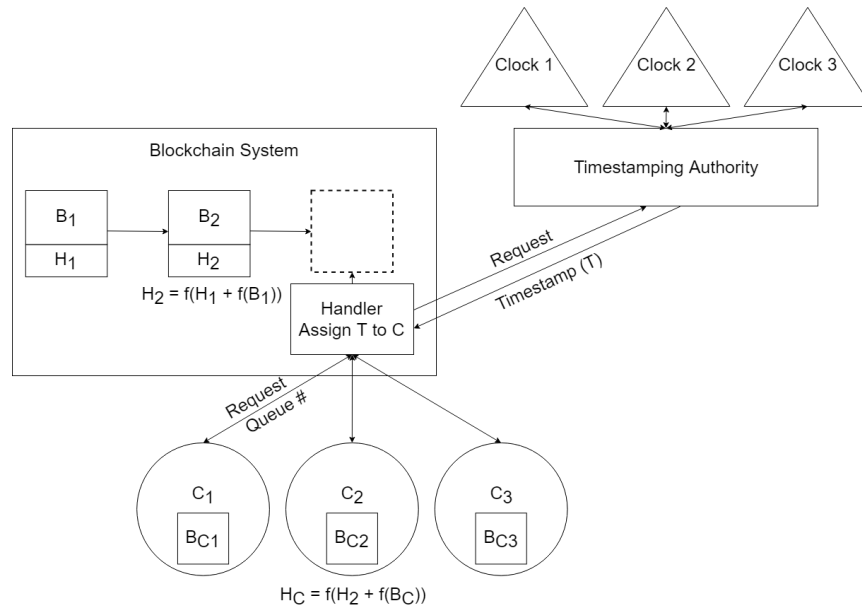 Clock 1
Clock 2
Clock 3
Timestamping Authority
Blockchain System
B1
B2
H1
H2
H2 = f(H1 + f(B1))
Handler
Assign T to C
Request
Timestamp (T)
Request
Queue #
C1
C2
C3
BC1
BC2
BC3
HC = f(H2 + f(BC))